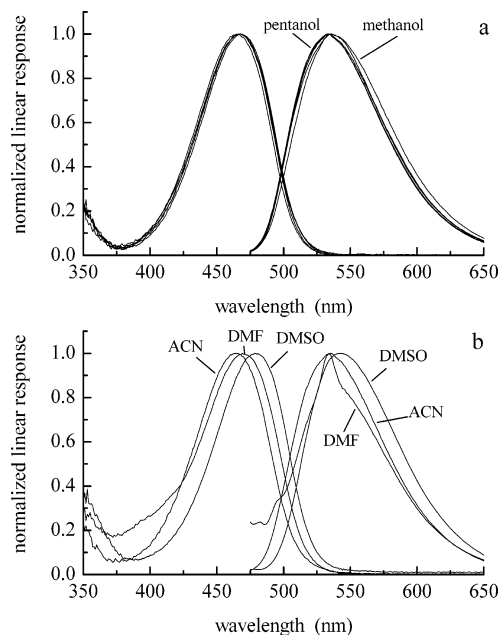 a
pentanol
methanol
normalized linear response
1.0
0.8
0.6
0.4
0.2
0.0
350 400 450 500 550 600 650
wavelength (nm)
b
ACN
DMF
DMSO
DMSO
ACN
DMF
normalized linear response
1.0
0.8
0.6
0.4
0.2
0.0
350 400 450 500 550 600 650
wavelength (nm)